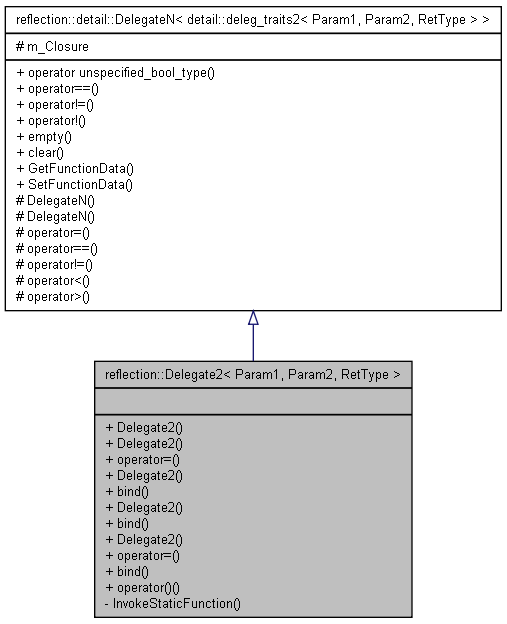 reflection::detail::DelegateN< detail::deleg_traits2< Param1, Param2, RetType > >
# m_Closure
+ operator unspecified_bool_type()
+ operator==()
+ operator!=()
+ operator!()
+ empty()
+ clear()
+ GetFunctionData()
+ SetFunctionData()
# DelegateN()
# DelegateN()
# operator=()
# operator==()
# operator!=()
# operator<()
# operator>()
reflection::Delegate2< Param1, Param2, RetType >
+ Delegate2()
+ Delegate2()
+ operator=()
+ Delegate2()
+ bind()
+ Delegate2()
+ bind()
+ Delegate2()
+ operator=()
+ bind()
+ operator()()
- InvokeStaticFunction()